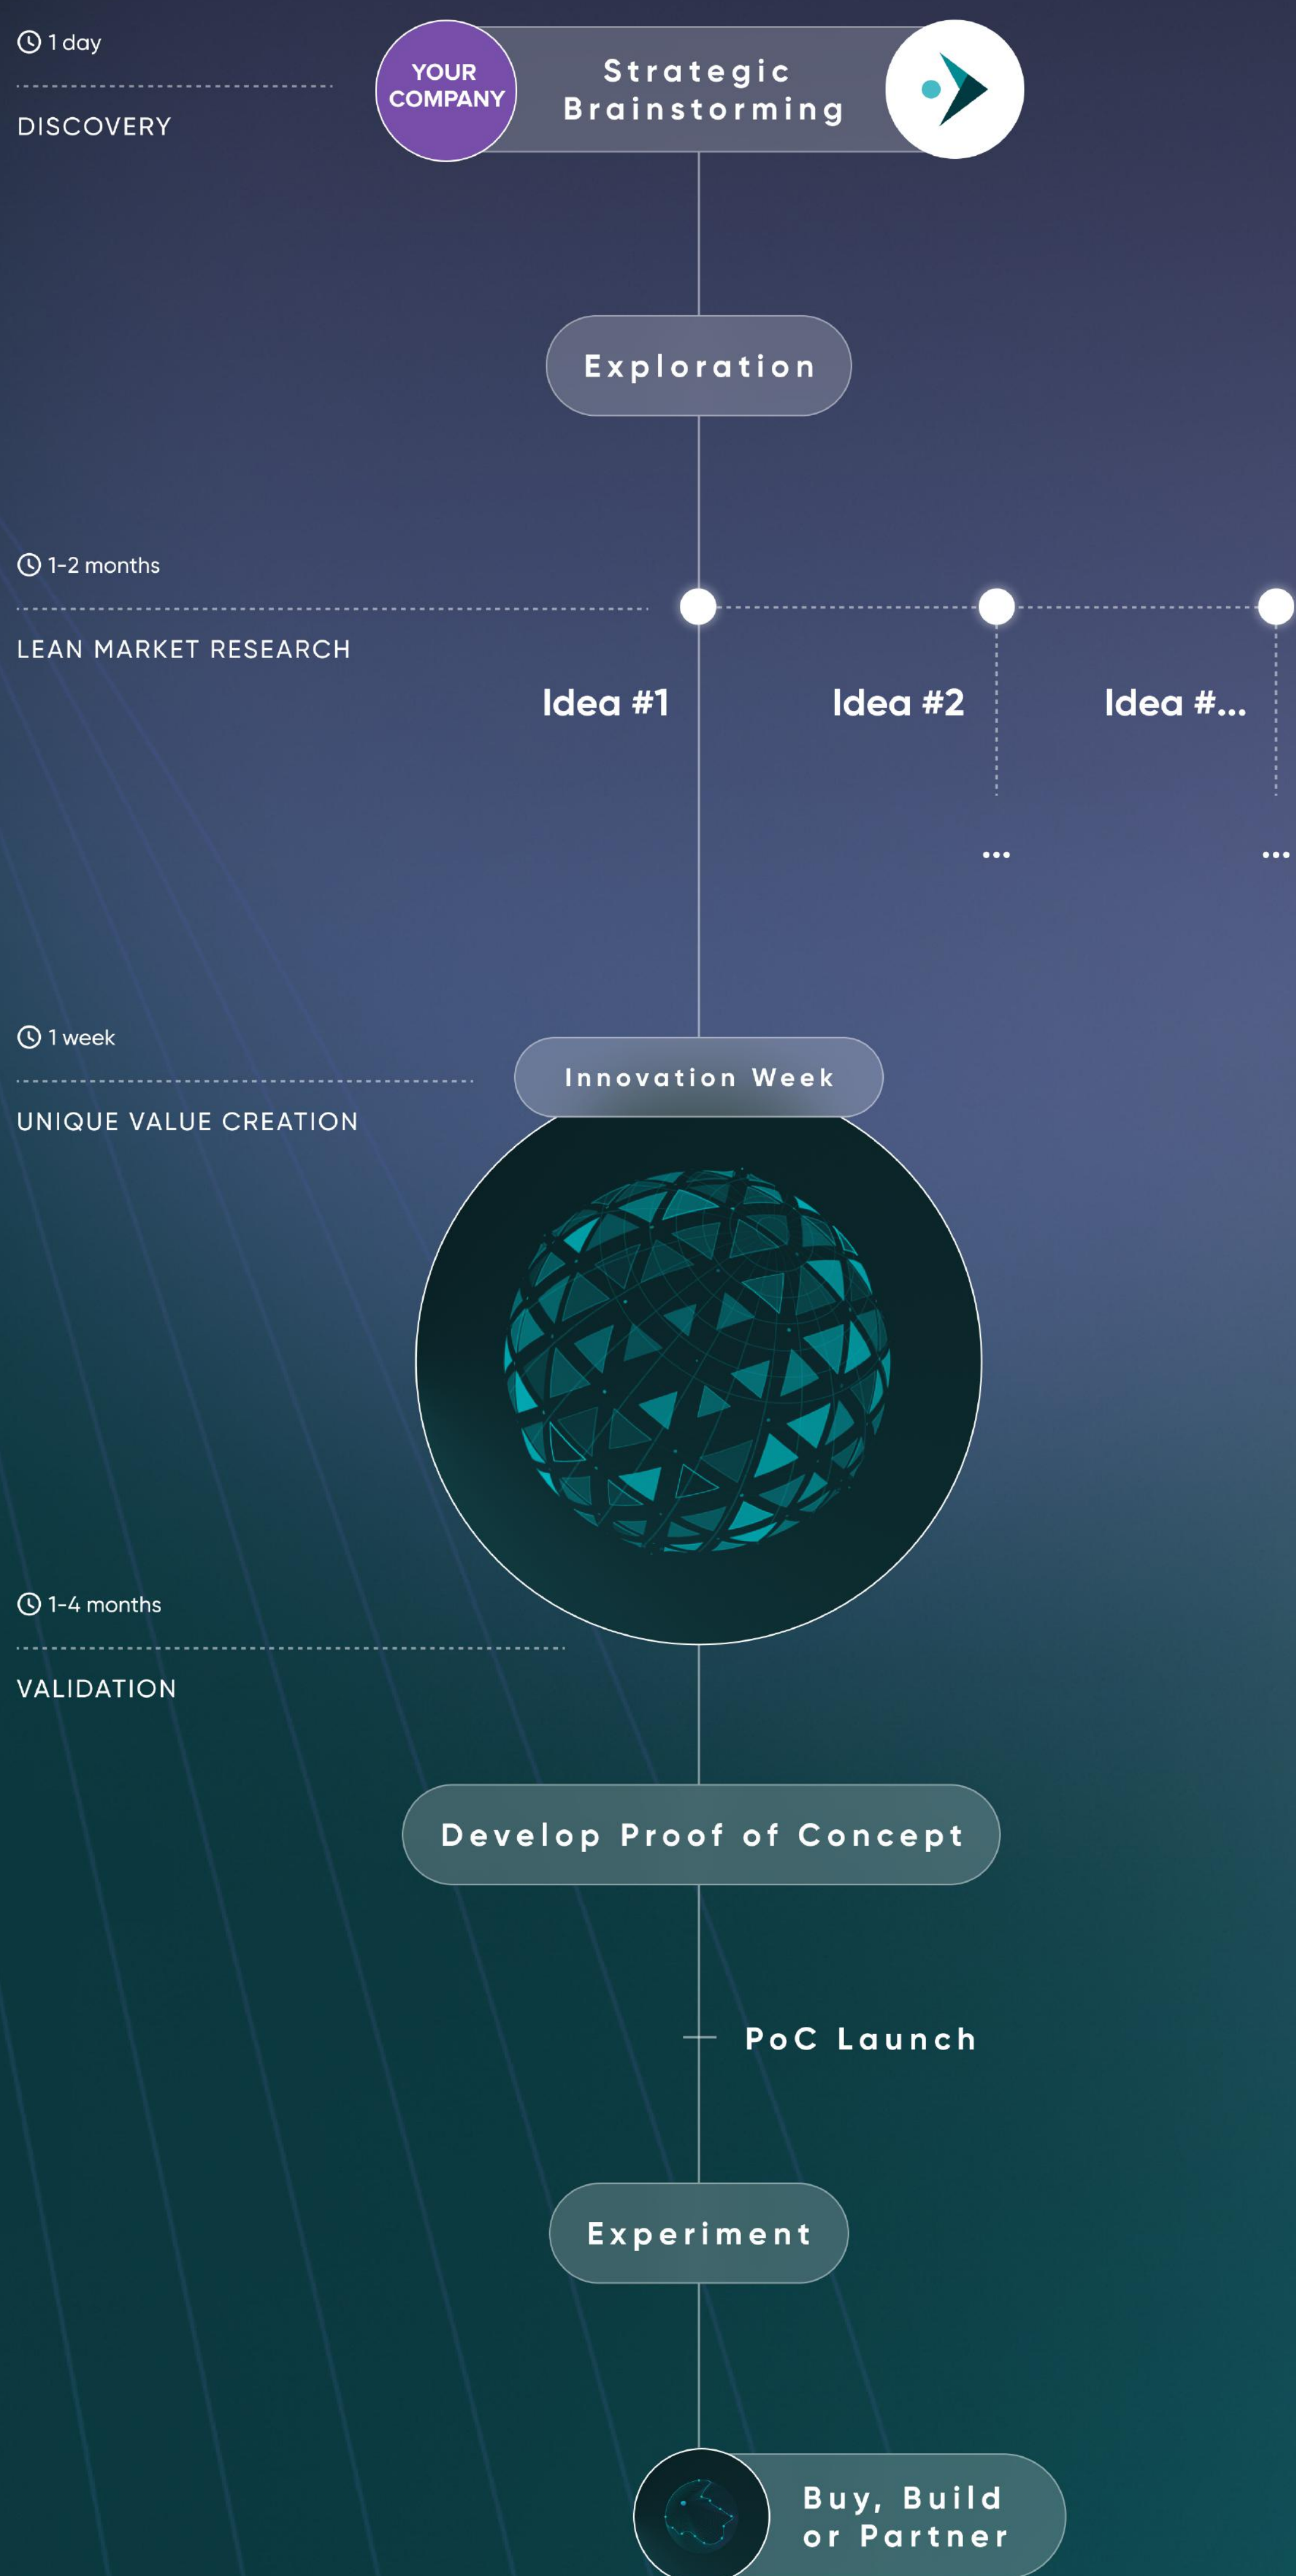 1 day
DISCOVERY
YOUR
COMPANY
Strategic
Brainstorming
Exploration
1-2 months
LEAN MARKET RESEARCH
Idea #1
Idea #2
Idea #...
...
...
1 week
UNIQUE VALUE CREATION
Innovation Week
1-4 months
VALIDATION
Develop Proof of Concept
PoC Launch
Experiment
Buy, Build
or Partner